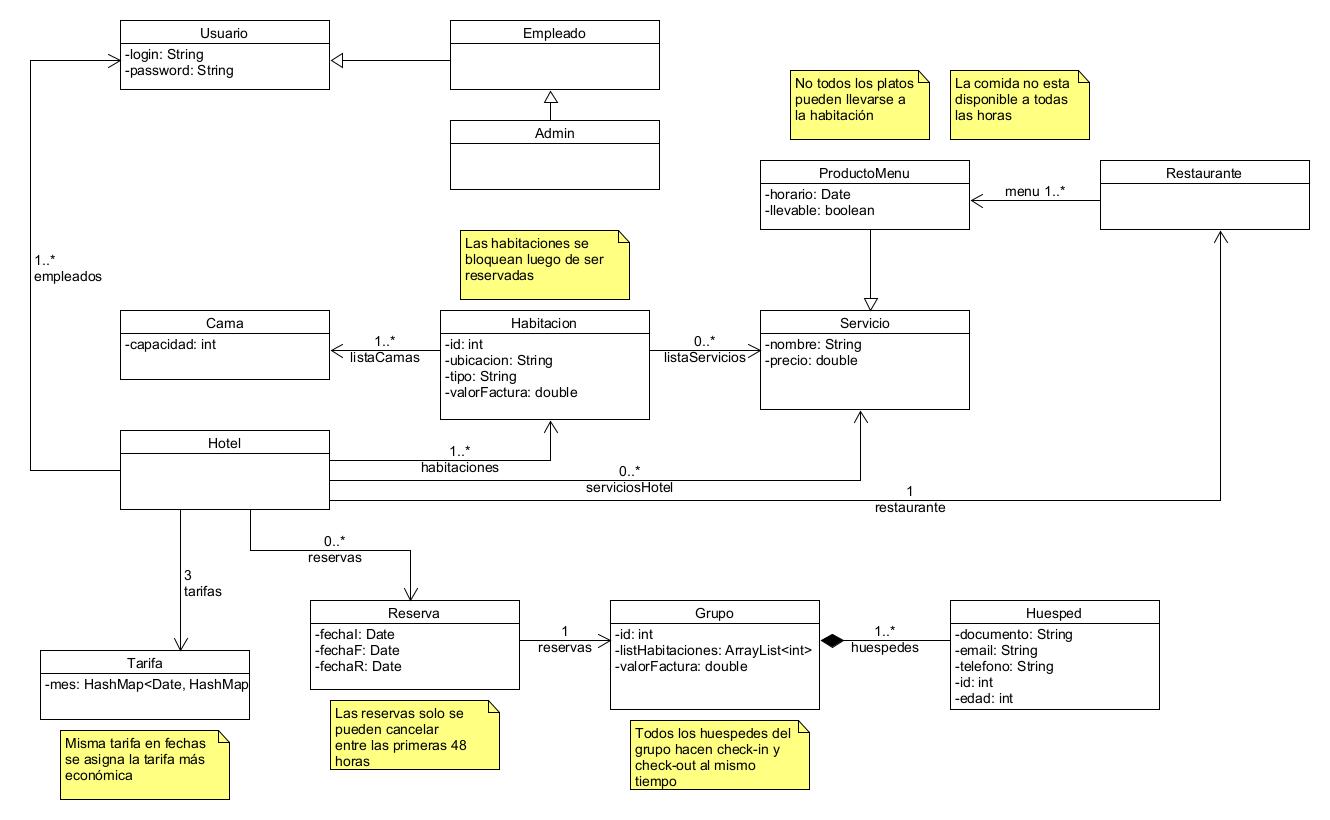 Usuario
-login: String
-password: String
Empleado
Admin
No todos los platos
pueden llevarse a
la habitación
La comida no esta
disponible a todas
las horas
ProductoMenu
-horario: Date
-llevable: boolean
menu 1..*
Restaurante
1..*
empleados
Las habitaciones se
bloquean luego de ser
reservadas
Cama
-capacidad: int
1..*
listaCamas
Habitacion
-id: int
-ubicacion: String
-tipo: String
-valorFactura: double
0..*
listaServicios
Servicio
-nombre: String
-precio: double
Hotel
1..*
habitaciones
0..*
serviciosHotel
1
restaurante
0..*
reservas
3
tarifas
Tarifa
-mes: HashMap<Date, HashMap
Misma tarifa en fechas
se asigna la tarifa más
económica
Reserva
-fechaI: Date
-fechaF: Date
-fechaR: Date
Las reservas solo se
pueden cancelar
entre las primeras 48
horas
1
reservas
Grupo
-id: int
-listHabitaciones: ArrayList<int>
-valorFactura: double
Todos los huespedes del
grupo hacen check-in y
check-out al mismo
tiempo
1..*
huespedes
Huesped
-documento: String
-email: String
-telefono: String
-id: int
-edad: int